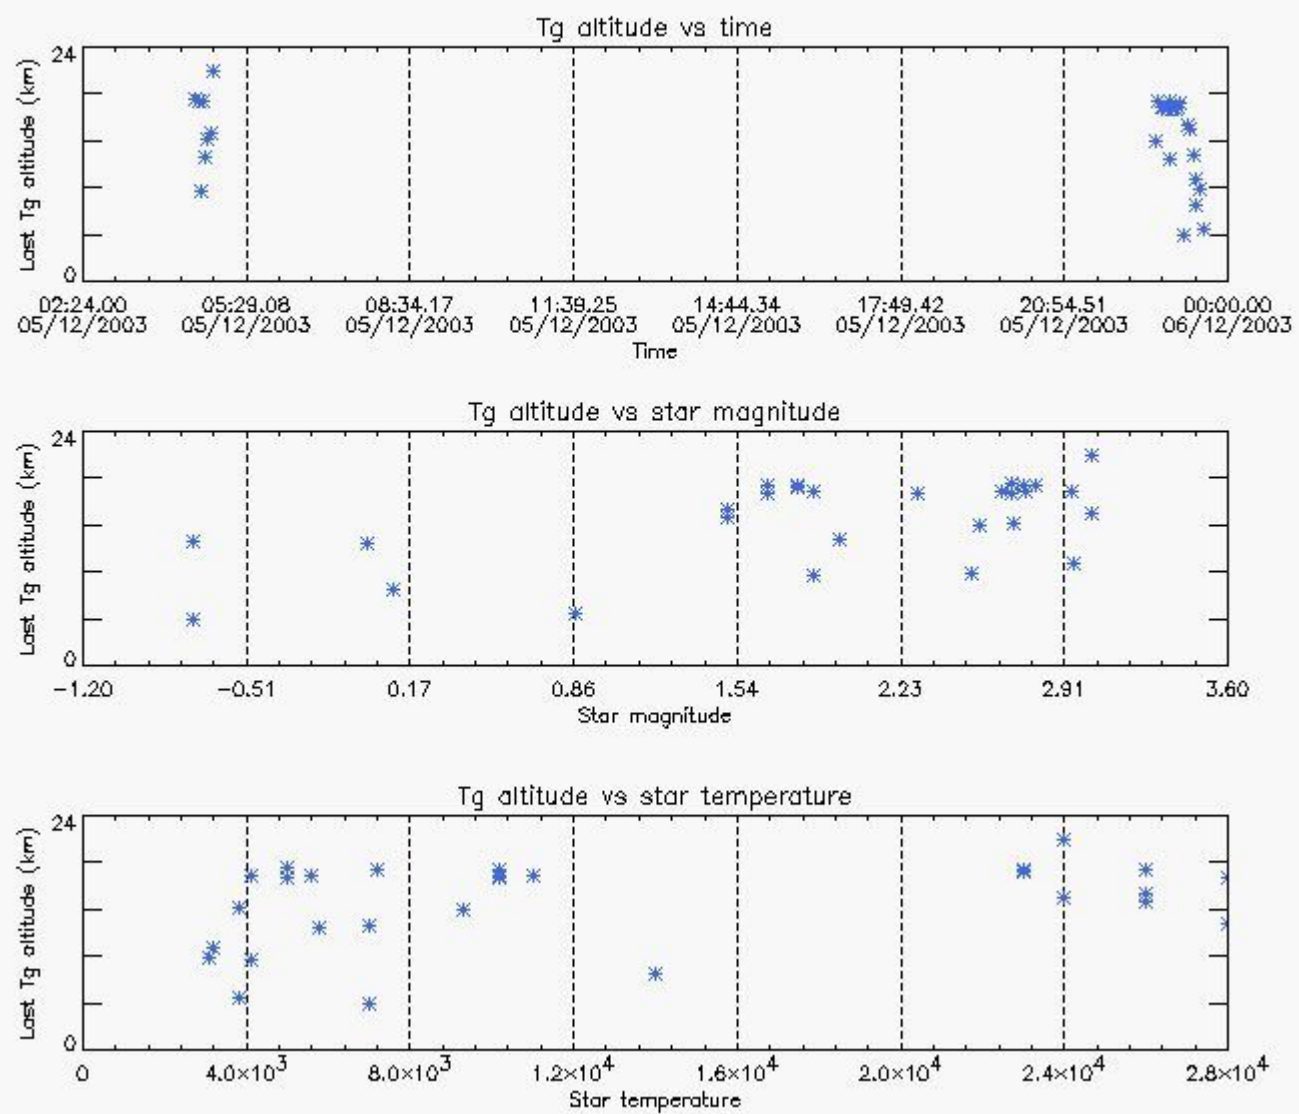 Tg altitude vs time
24
Last Tg altitude (km)
0
02:24.00 05:29.08 08:34.17 11:39.25 14:44.34 17:49.42 20:54.51 00:00.00
05/12/2003 05/12/2003 05/12/2003 05/12/2003 05/12/2003 05/12/2003 05/12/2003 06/12/2003
Time
Tg altitude vs star magnitude
24
Last Tg altitude (km)
0
−1.20 −0.51 0.17 0.86 1.54 2.23 2.91 3.60
Star magnitude
Tg altitude vs star temperature
24
Last Tg altitude (km)
0
0 4.0×10³ 8.0×10³ 1.2×10⁴ 1.6×10⁴ 2.0×10⁴ 2.4×10⁴ 2.8×10⁴
Star temperature